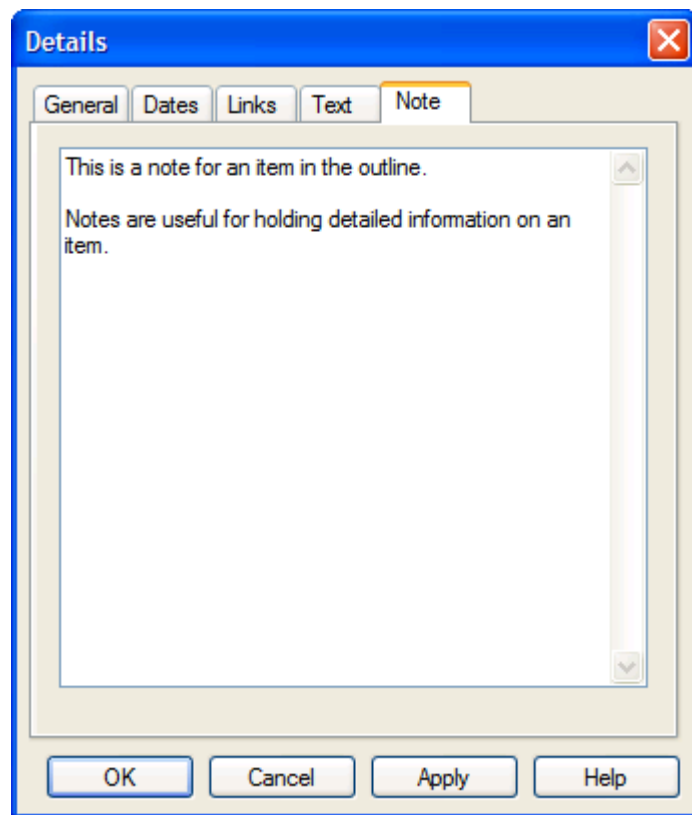 Details
General Dates Links Text Note
This is a note for an item in the outline.
Notes are useful for holding detailed information on an
item.
OK Cancel Apply Help